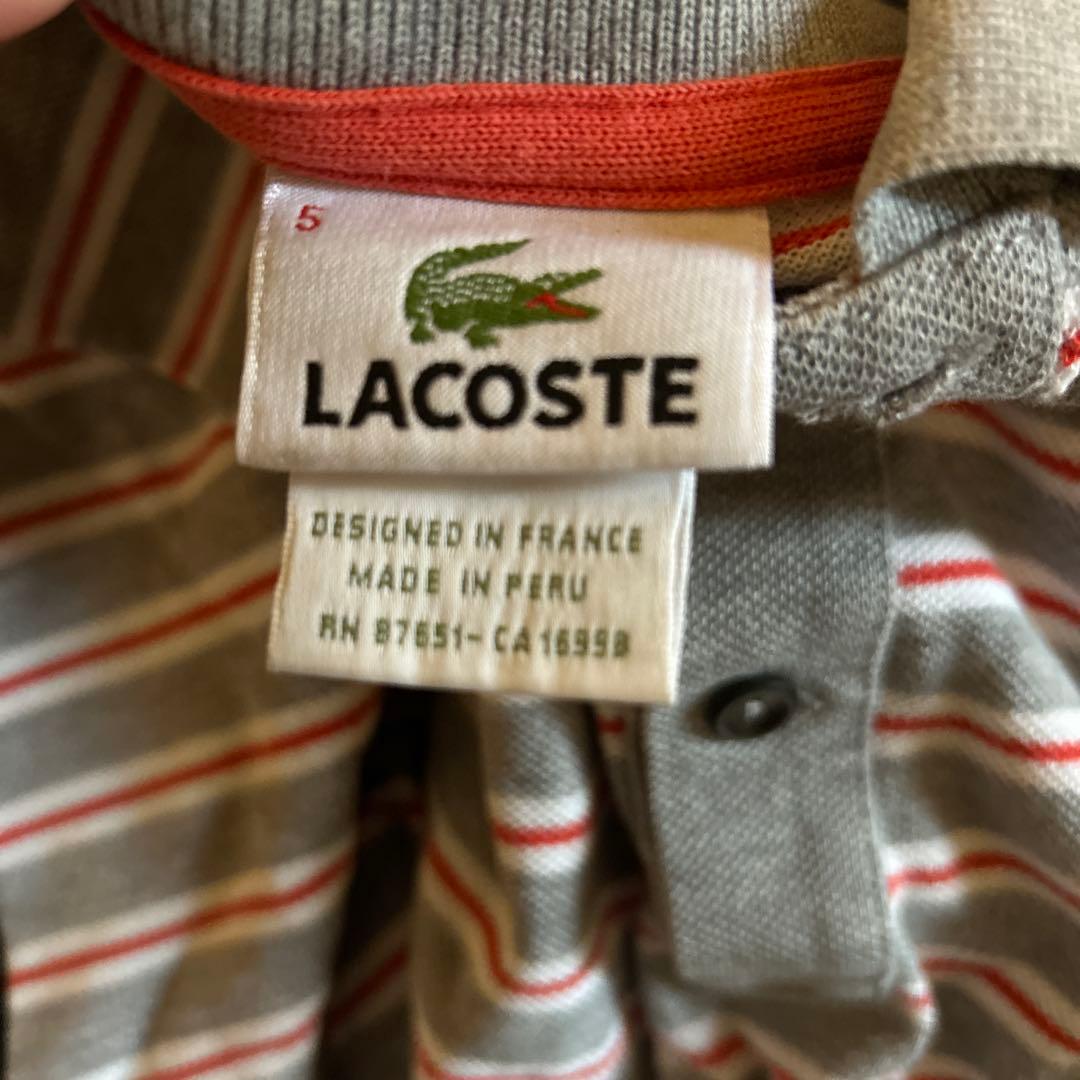 5
LACOSTE
DESIGNED IN FRANCE
MADE IN PERU
RN 87651-CA16998